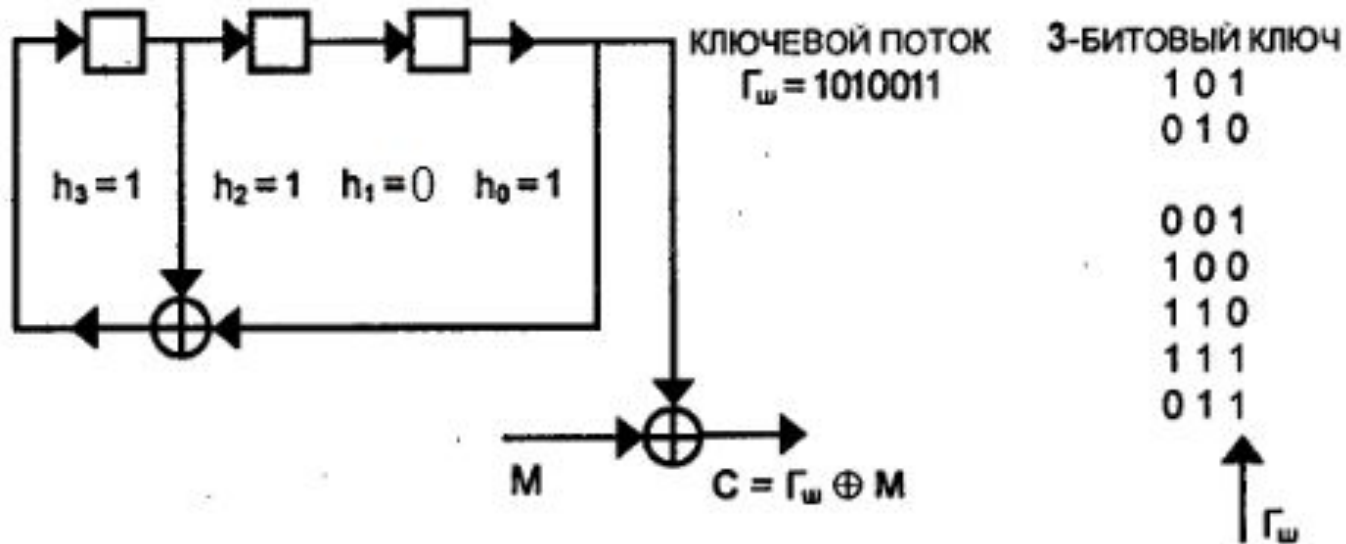 КЛЮЧЕВОЙ ПОТОК
Гш = 1010011
3-БИТОВЫЙ КЛЮЧ
1 0 1
0 1 0
0 0 1
1 0 0
1 1 0
1 1 1
0 1 1
Гш
h₃ = 1 h₂ = 1 h₁ = 0 h₀ = 1
М
С = Гш ⊕ М